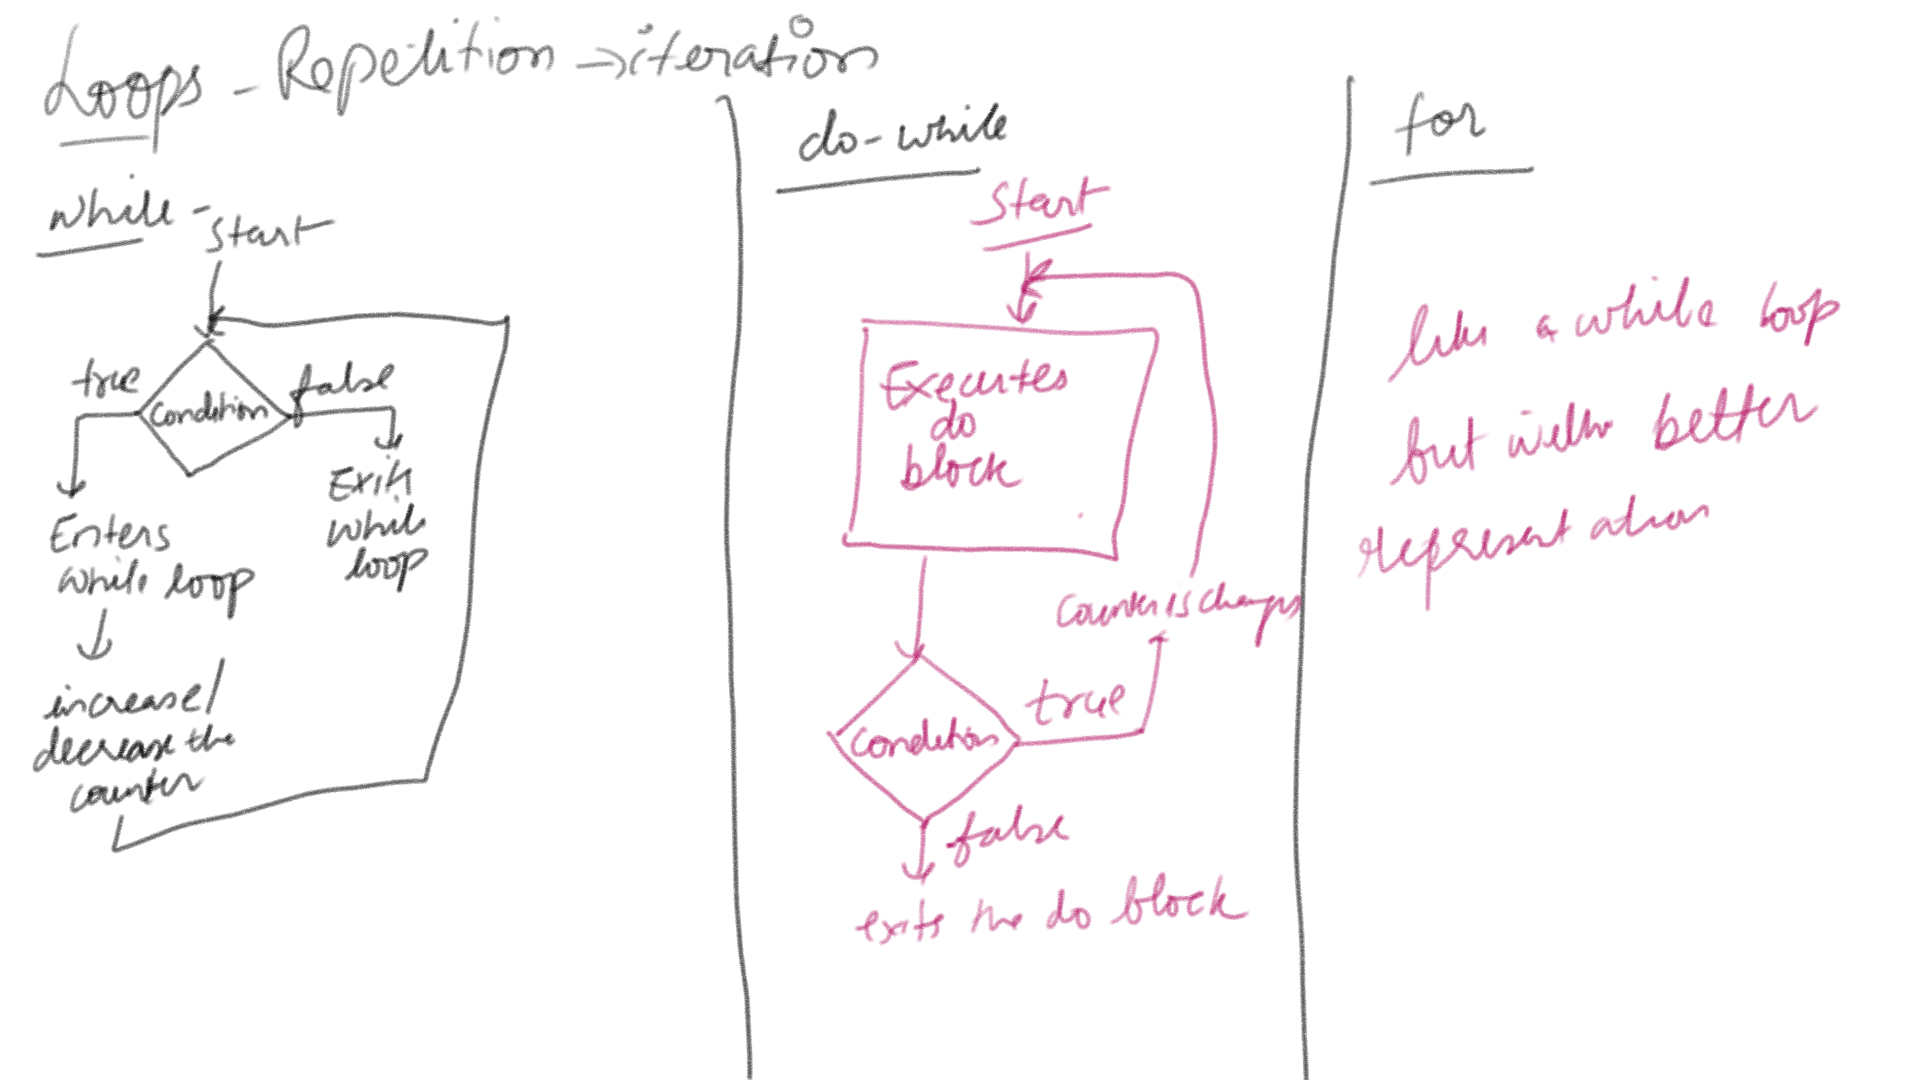 Loops - Repetition → iteration
while -
start
Condition
true
false
Enters
while loop
increase/
decrease the
counter
Exit
while
loop
do-while
Start
Executes
do
block
Condition
true
counter is
false
exits the do block
for
like a while loop
but with better
representation